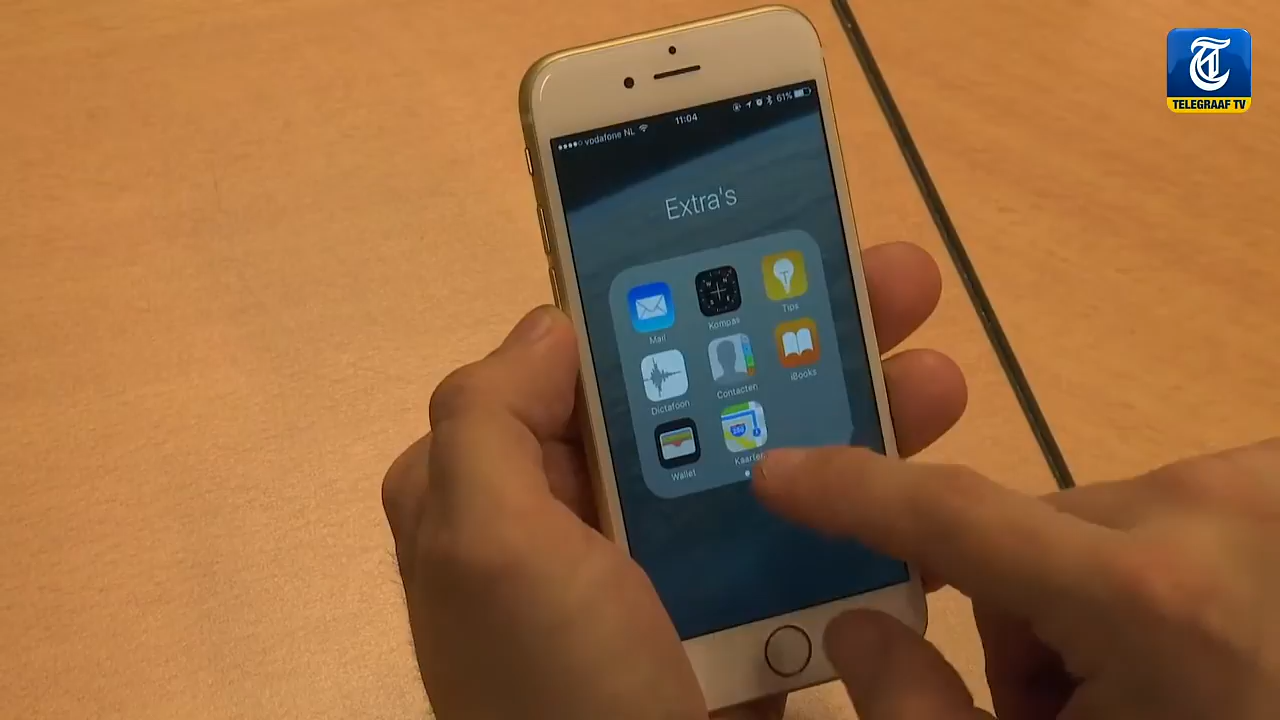 TELEGRAAF TV
vodafone NL 11:04 61%
Extra's
Mail Kompas Tips
Dictafoon Contacten iBooks
Wallet